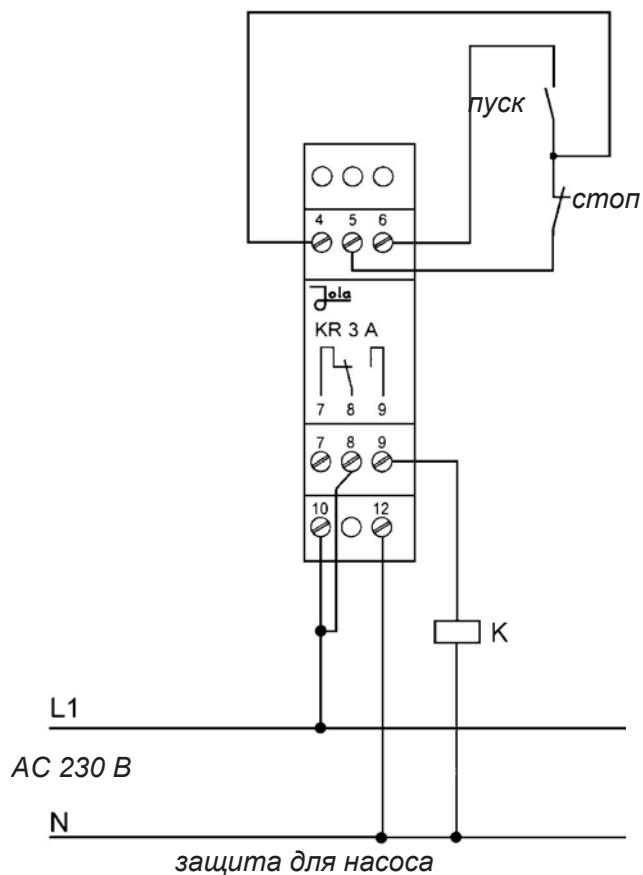 пуск
стоп
4 5 6
Jola
KR 3 A
7 8 9
7 8 9
10 12
K
L1
AC 230 В
N
защита для насоса